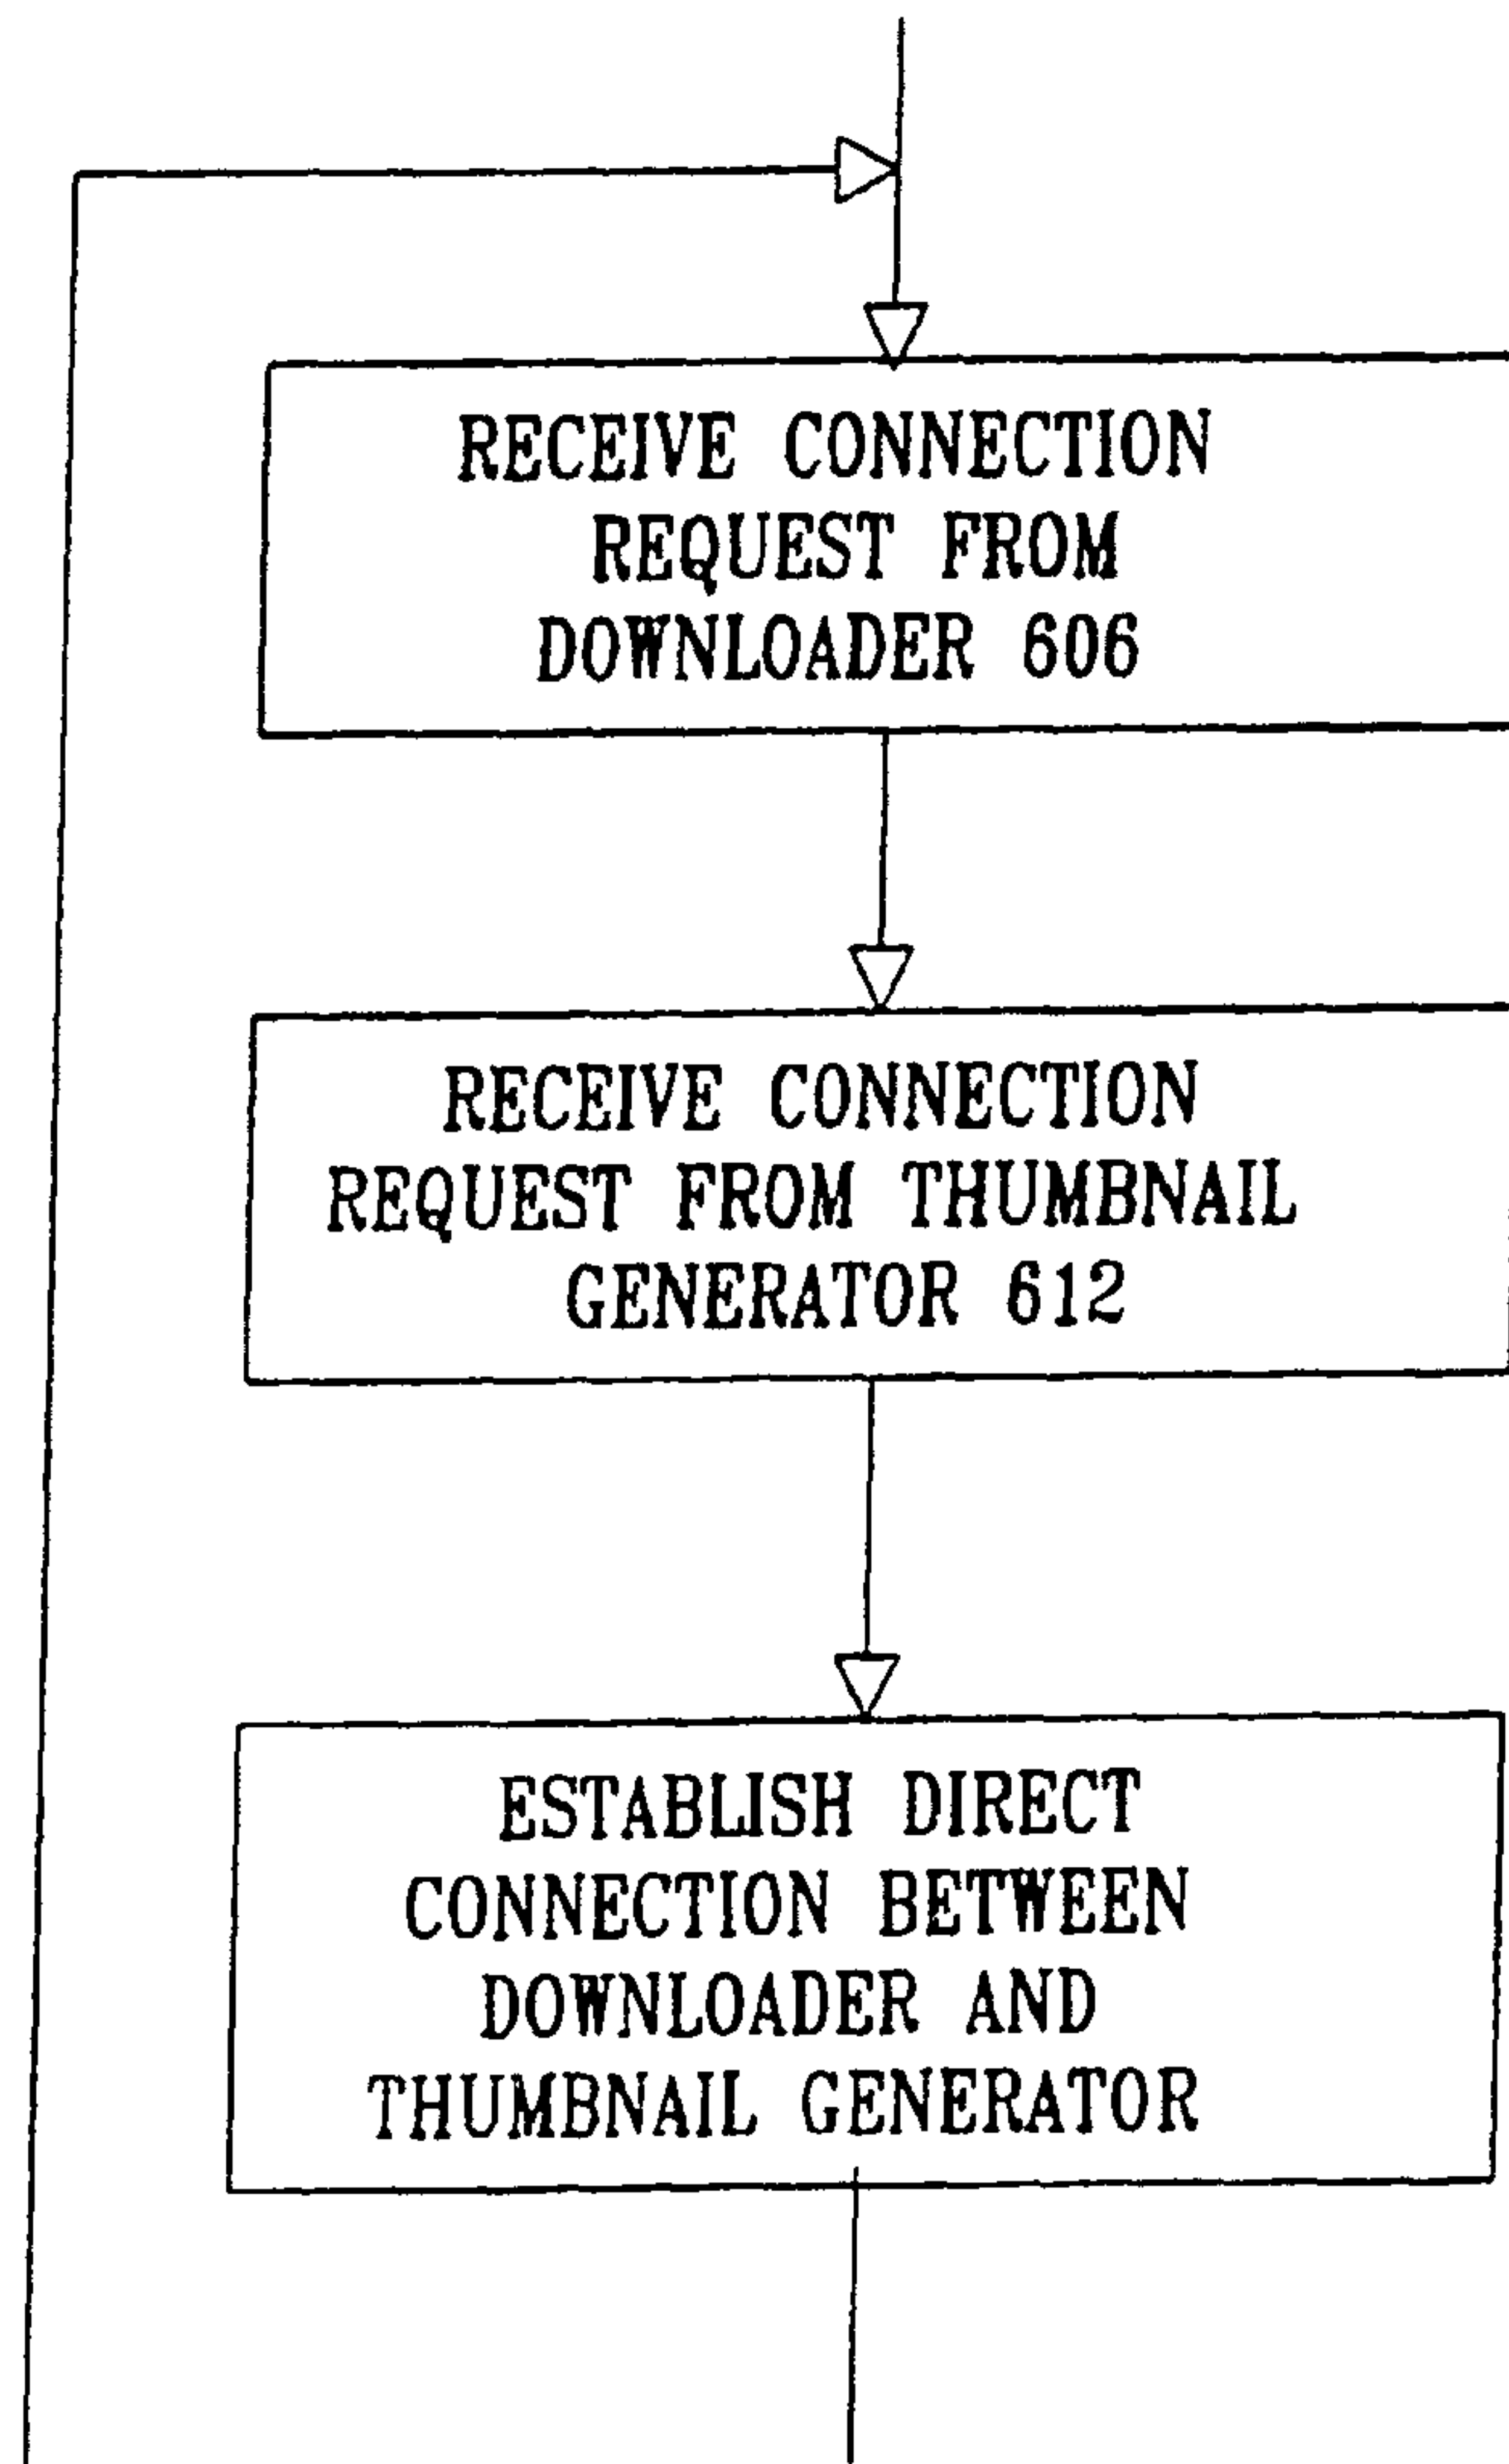 RECEIVE CONNECTION
REQUEST FROM
DOWNLOADER 606
RECEIVE CONNECTION
REQUEST FROM THUMBNAIL
GENERATOR 612
ESTABLISH DIRECT
CONNECTION BETWEEN
DOWNLOADER AND
THUMBNAIL GENERATOR